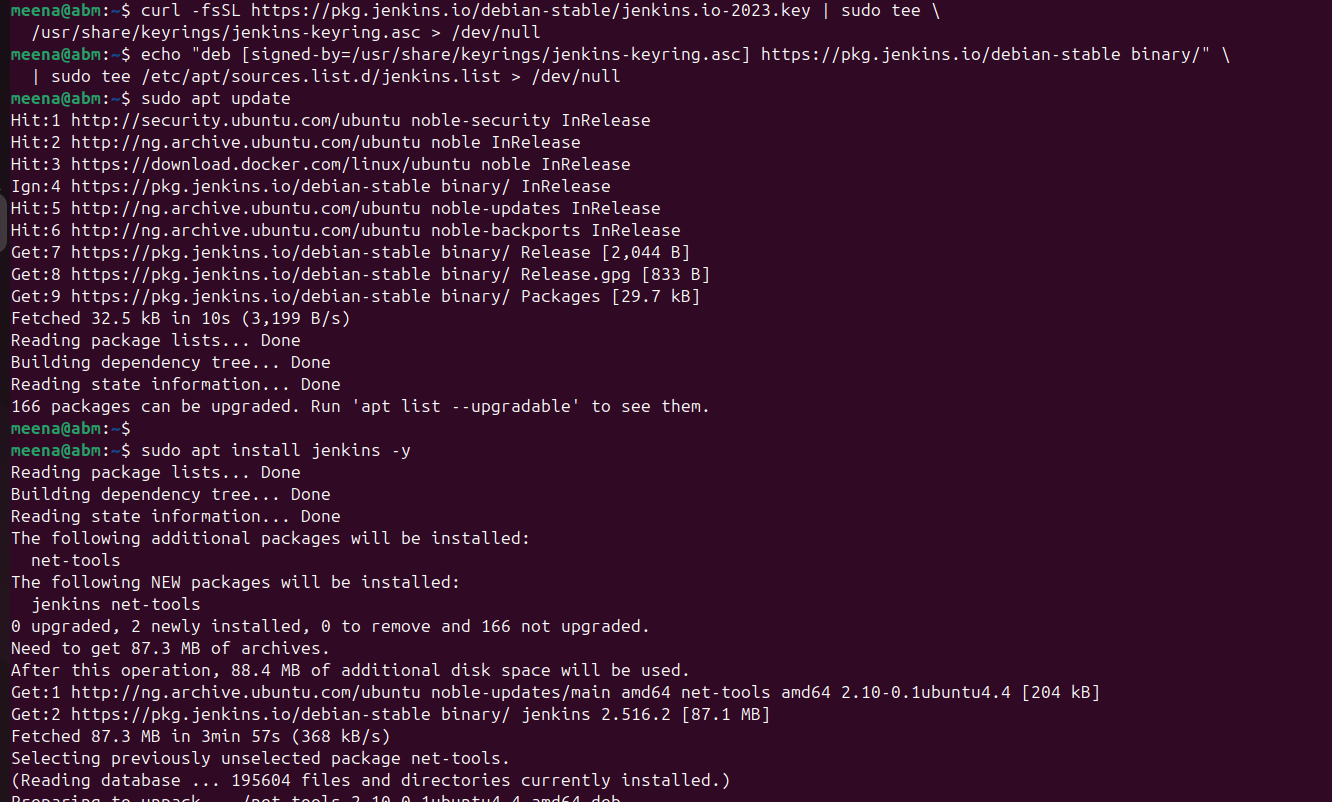 meena@abm:~$ curl -fsSL https://pkg.jenkins.io/debian-stable/jenkins.io-2023.key | sudo tee \
  /usr/share/keyrings/jenkins-keyring.asc > /dev/null
meena@abm:~$ echo "deb [signed-by=/usr/share/keyrings/jenkins-keyring.asc] https://pkg.jenkins.io/debian-stable binary/" \
  | sudo tee /etc/apt/sources.list.d/jenkins.list > /dev/null
meena@abm:~$ sudo apt update
Hit:1 http://security.ubuntu.com/ubuntu noble-security InRelease
Hit:2 http://ng.archive.ubuntu.com/ubuntu noble InRelease
Hit:3 https://download.docker.com/linux/ubuntu noble InRelease
Ign:4 https://pkg.jenkins.io/debian-stable binary/ InRelease
Hit:5 http://ng.archive.ubuntu.com/ubuntu noble-updates InRelease
Hit:6 http://ng.archive.ubuntu.com/ubuntu noble-backports InRelease
Get:7 https://pkg.jenkins.io/debian-stable binary/ Release [2,044 B]
Get:8 https://pkg.jenkins.io/debian-stable binary/ Release.gpg [833 B]
Get:9 https://pkg.jenkins.io/debian-stable binary/ Packages [29.7 kB]
Fetched 32.5 kB in 10s (3,199 B/s)
Reading package lists... Done
Building dependency tree... Done
Reading state information... Done
166 packages can be upgraded. Run 'apt list --upgradable' to see them.
meena@abm:~$
meena@abm:~$ sudo apt install jenkins -y
Reading package lists... Done
Building dependency tree... Done
Reading state information... Done
The following additional packages will be installed:
  net-tools
The following NEW packages will be installed:
  jenkins net-tools
0 upgraded, 2 newly installed, 0 to remove and 166 not upgraded.
Need to get 87.3 MB of archives.
After this operation, 88.4 MB of additional disk space will be used.
Get:1 http://ng.archive.ubuntu.com/ubuntu noble-updates/main amd64 net-tools amd64 2.10-0.1ubuntu4.4 [204 kB]
Get:2 https://pkg.jenkins.io/debian-stable binary/ jenkins 2.516.2 [87.1 MB]
Fetched 87.3 MB in 3min 57s (368 kB/s)
Selecting previously unselected package net-tools.
(Reading database ... 195604 files and directories currently installed.)
Preparing to unpack .../net-tools_2.10-0.1ubuntu4.4_amd64.deb